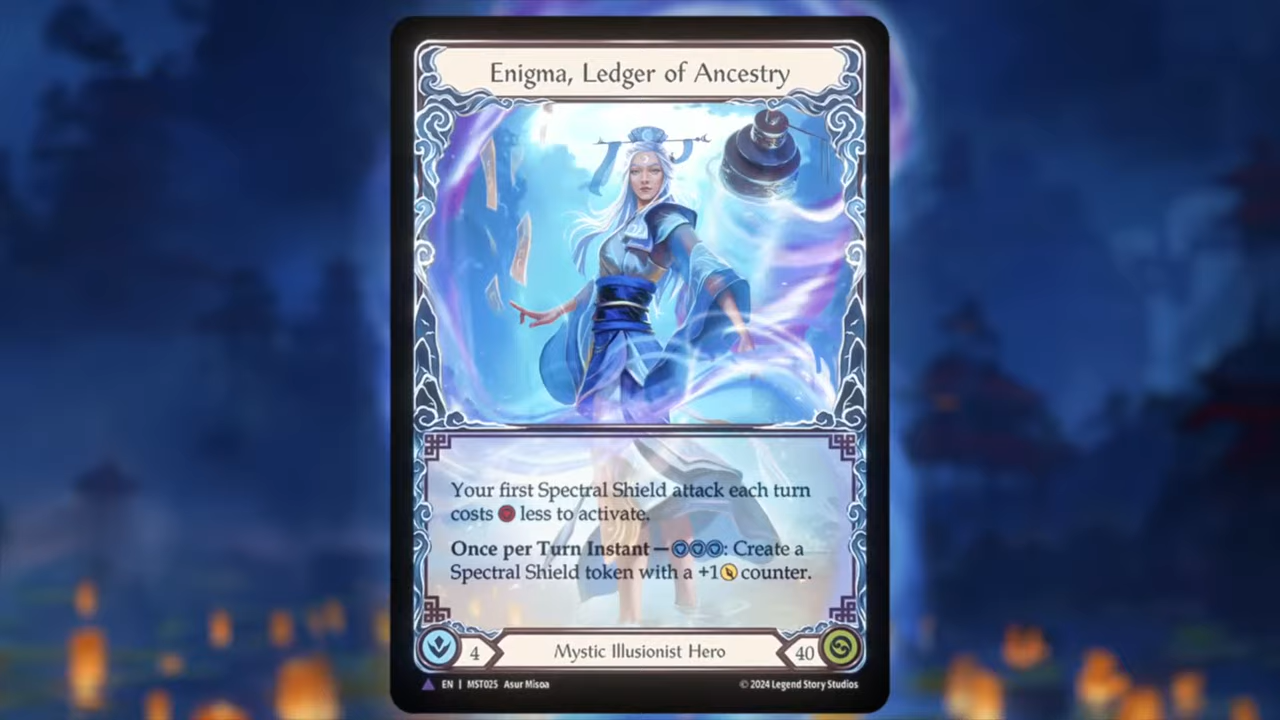 Enigma, Ledger of Ancestry
Your first Spectral Shield attack each turn
costs less to activate.
Once per Turn Instant — : Create a
Spectral Shield token with a +1 counter.
4
Mystic Illusionist Hero
40
EN | MST025 Asur Misoa
© 2024 Legend Story Studios